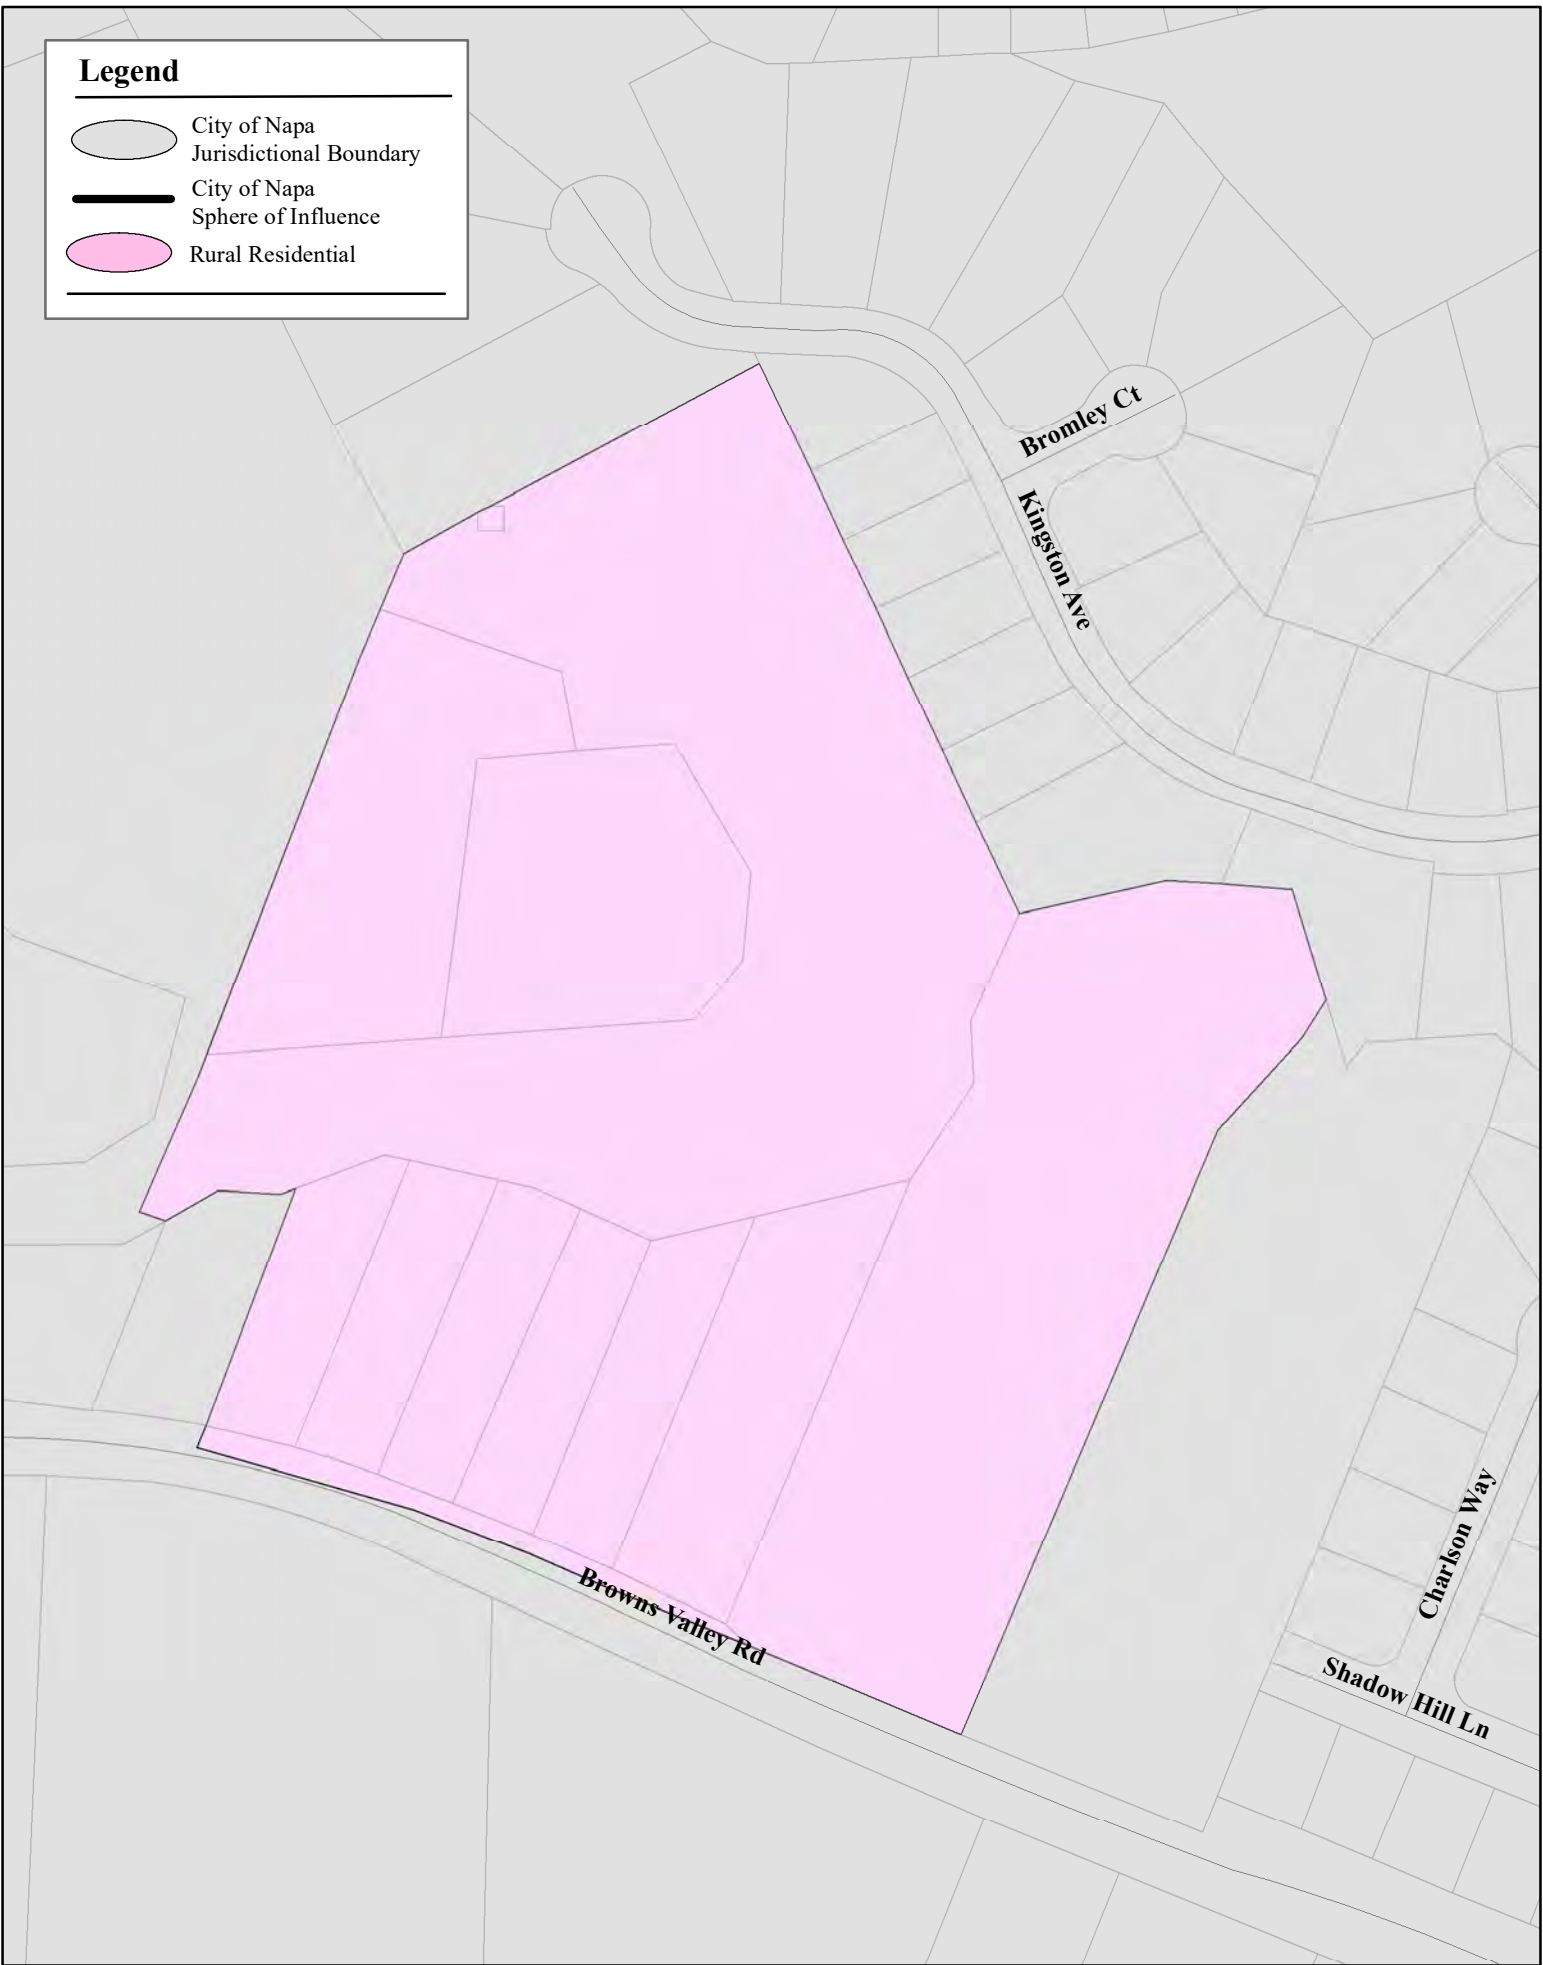 Legend
City of Napa
Jurisdictional Boundary
City of Napa
Sphere of Influence
Rural Residential
Bromley Ct
Kingston Ave
Charlson Way
Browns Valley Rd
Shadow Hill Ln